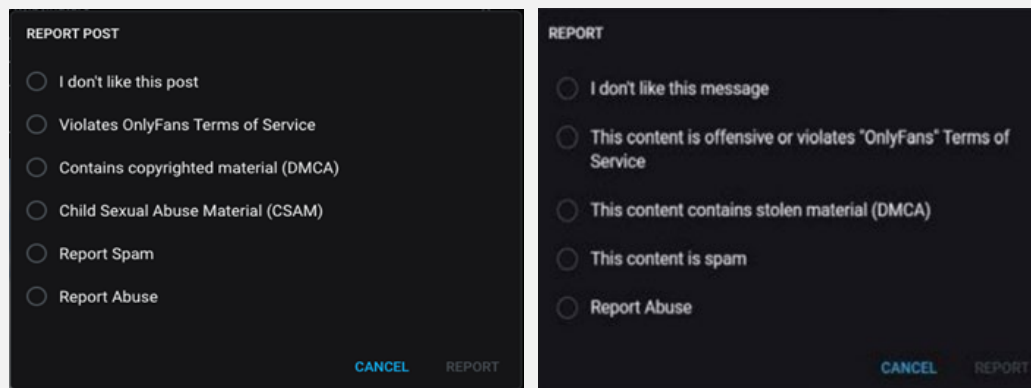 REPORT POST
I don't like this post
Violates OnlyFans Terms of Service
Contains copyrighted material (DMCA)
Child Sexual Abuse Material (CSAM)
Report Spam
Report Abuse
CANCEL REPORT
REPORT
I don't like this message
This content is offensive or violates "OnlyFans" Terms of
Service
This content contains stolen material (DMCA)
This content is spam
Report Abuse
CANCEL REPORT